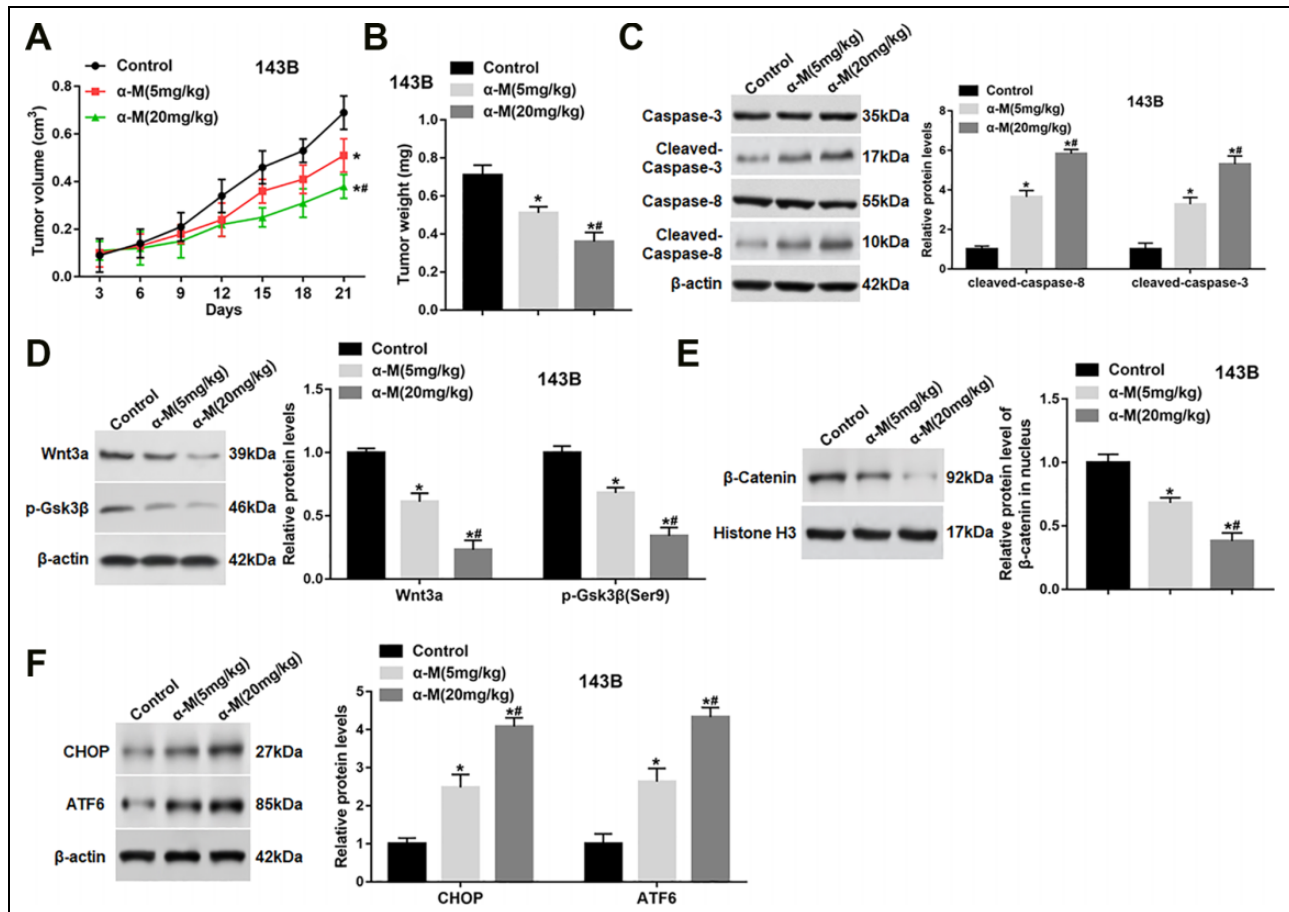 A
Control
143B
α-M(5mg/kg)
α-M(20mg/kg)
Tumor volume (cm3)
0.8
0.6
0.4
0.2
0.0
*
*#
3 6 9 12 15 18 21
Days
B
143B
Control
α-M(5mg/kg)
α-M(20mg/kg)
Tumor weight (mg)
1.0
0.8
0.6
0.4
0.2
0.0
*
*#
C
Control
α-M(5mg/kg)
α-M(20mg/kg)
Caspase-3 35kDa
Cleaved-
Caspase-3 17kDa
Caspase-8 55kDa
Cleaved-
Caspase-8 10kDa
β-actin 42kDa
Control
α-M(5mg/kg)
α-M(20mg/kg)
143B
Relative protein levels
8
6
4
2
0
*
*#
*
*#
cleaved-caspase-8 cleaved-caspase-3
D
Control
α-M(5mg/kg)
α-M(20mg/kg)
Wnt3a 39kDa
p-Gsk3β 46kDa
β-actin 42kDa
Control
α-M(5mg/kg)
α-M(20mg/kg)
143B
Relative protein levels
1.5
1.0
0.5
0.0
*
*#
*
*#
Wnt3a p-Gsk3β(Ser9)
E
Control
α-M(5mg/kg)
α-M(20mg/kg)
β-Catenin 92kDa
Histone H3 17kDa
Control
α-M(5mg/kg)
α-M(20mg/kg)
143B
Relative protein level of
β-catenin in nucleus
1.5
1.0
0.5
0.0
*
*#
F
Control
α-M(5mg/kg)
α-M(20mg/kg)
CHOP 27kDa
ATF6 85kDa
β-actin 42kDa
Control
α-M(5mg/kg)
α-M(20mg/kg)
143B
Relative protein levels
5
4
3
2
1
0
*
*#
*
*#
CHOP ATF6